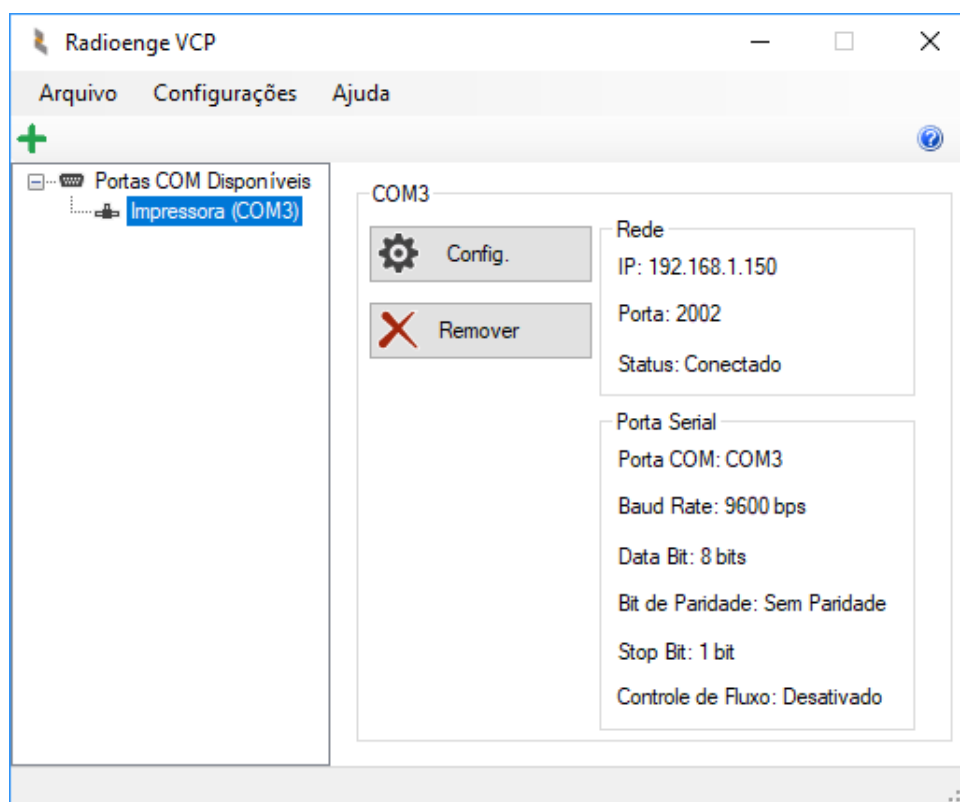 Radioenge VCP
Arquivo Configurações Ajuda
Portas COM Disponíveis
Impressora (COM3)
COM3
Config.
Remover
Rede
IP: 192.168.1.150
Porta: 2002
Status: Conectado
Porta Serial
Porta COM: COM3
Baud Rate: 9600 bps
Data Bit: 8 bits
Bit de Paridade: Sem Paridade
Stop Bit: 1 bit
Controle de Fluxo: Desativado